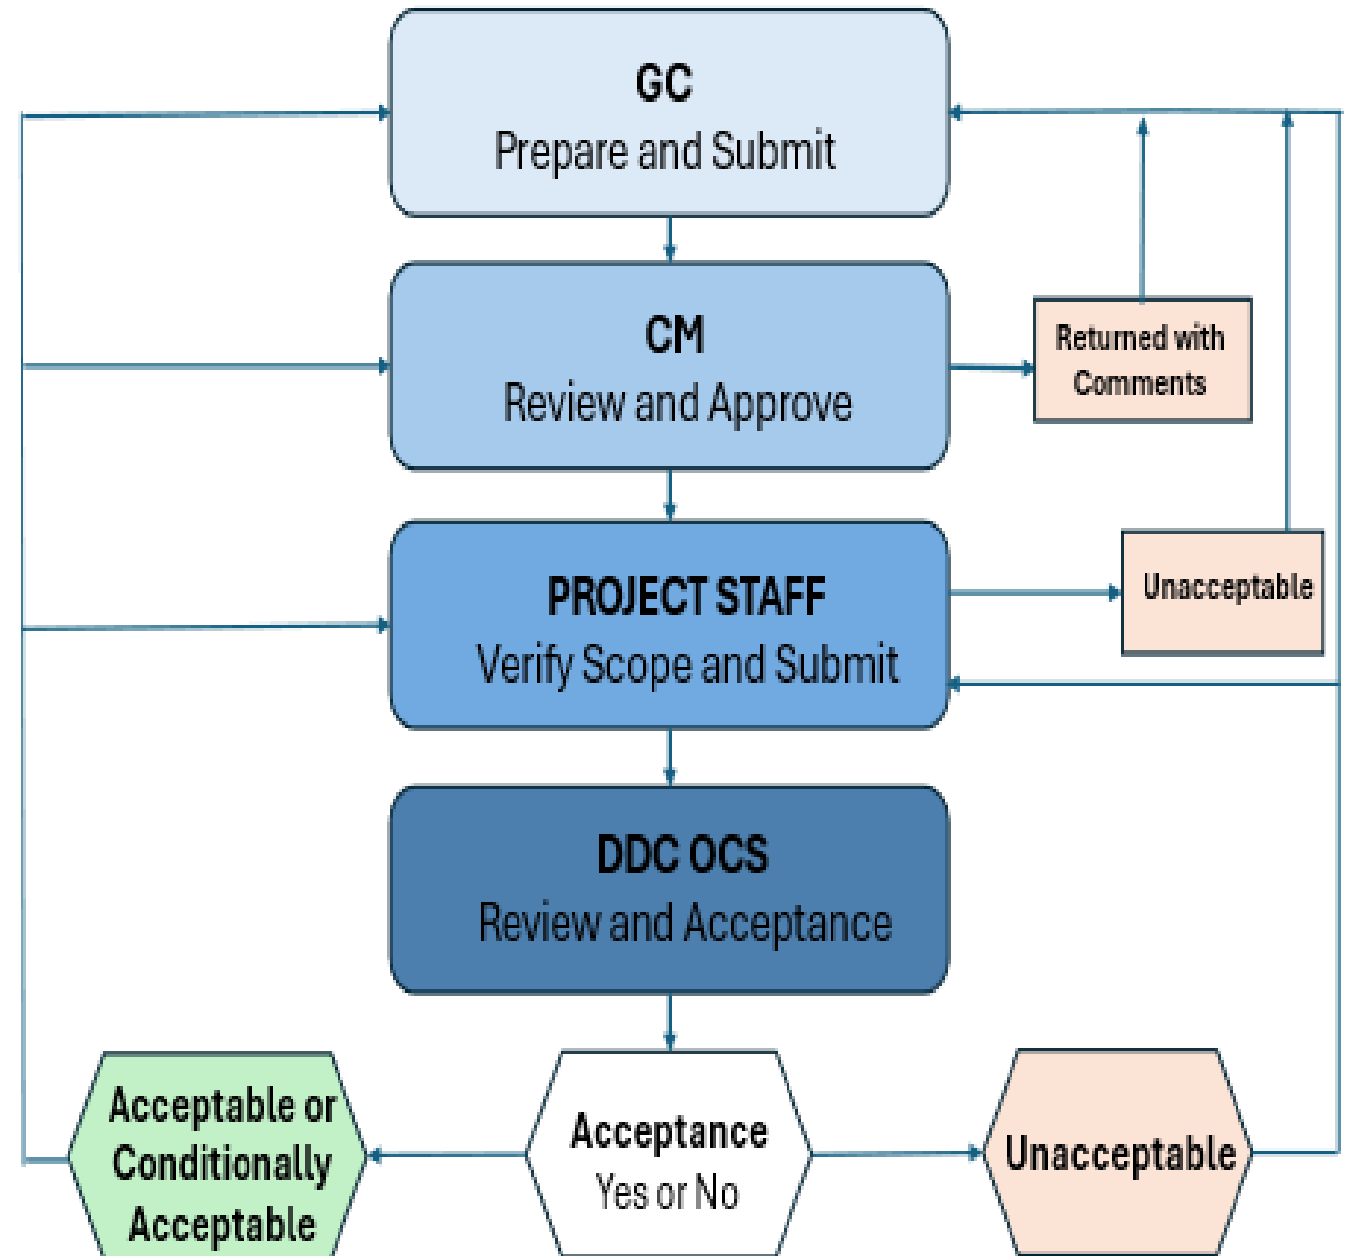 GC
Prepare and Submit
CM
Review and Approve
Returned with
Comments
PROJECT STAFF
Verify Scope and Submit
Unacceptable
DDC OCS
Review and Acceptance
Acceptable or
Conditionally
Acceptable
Acceptance
Yes or No
Unacceptable